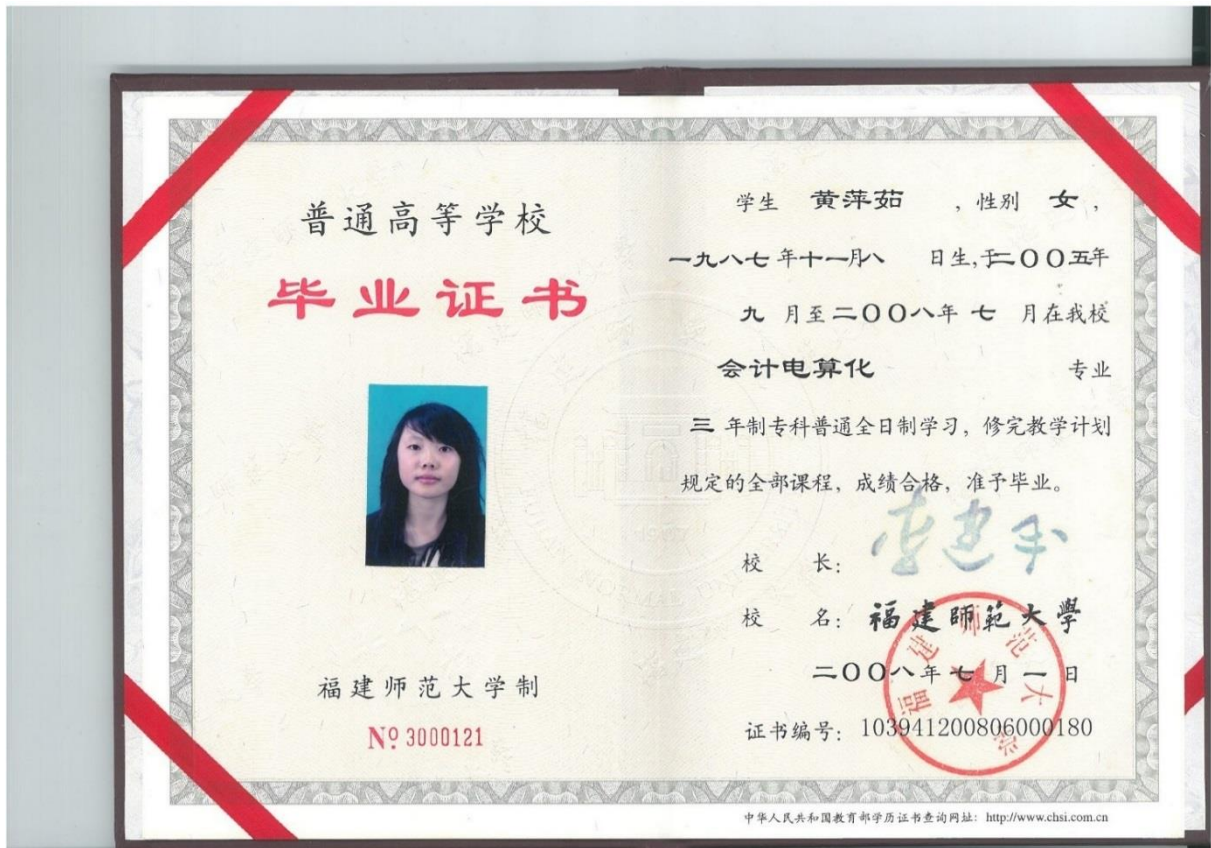 普通高等学校
毕业证书
福建师范大学制
№ 3000121
学生 黄萍茹 ，性别 女，
一九八七年十一月八 日生,于二〇〇五年
九 月至二〇〇八年 七 月在我校
会计电算化 专业
三 年制专科普通全日制学习，修完教学计划
规定的全部课程，成绩合格，准予毕业。
校 长：
校 名：福建師範大學
福建师范大学
二〇〇八年七月一日
证书编号：103941200806000180
中华人民共和国教育部学历证书查询网址：http://www.chsi.com.cn